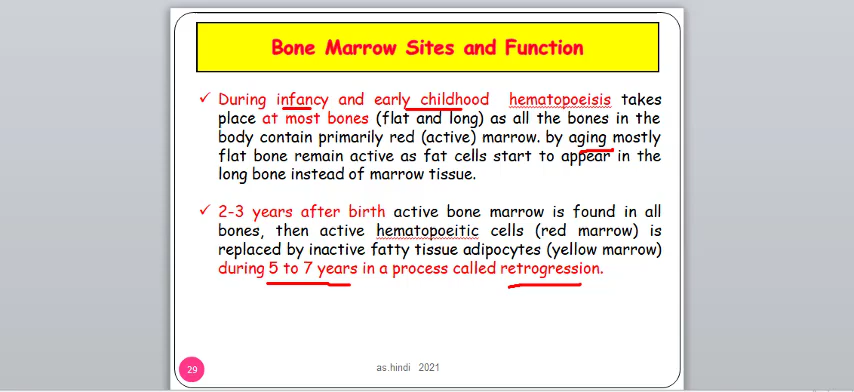 Bone Marrow Sites and Function
✓ During infancy and early childhood hematopoeisis takes
place at most bones (flat and long) as all the bones in the
body contain primarily red (active) marrow. by aging mostly
flat bone remain active as fat cells start to appear in the
long bone instead of marrow tissue.
✓ 2-3 years after birth active bone marrow is found in all
bones, then active hematopoeitic cells (red marrow) is
replaced by inactive fatty tissue adipocytes (yellow marrow)
during 5 to 7 years in a process called retrogression.
29
as.hindi 2021